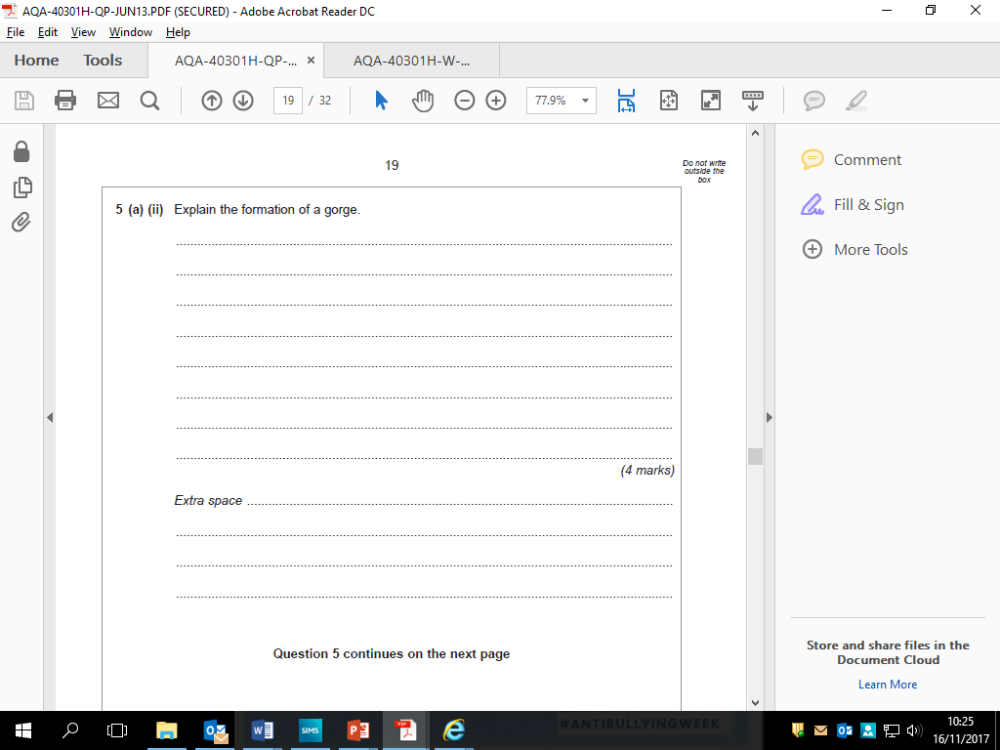 AQA-40301H-QP-JUN13.PDF (SECURED) - Adobe Acrobat Reader DC
File Edit View Window Help
Home Tools AQA-40301H-QP-... × AQA-40301H-W-...
19 / 32 77.9%
19
Do not write
outside the
box
5 (a) (ii) Explain the formation of a gorge.
(4 marks)
Extra space
Question 5 continues on the next page
Comment
Fill & Sign
More Tools
Store and share files in the
Document Cloud
Learn More
SIMS
#ANTIBULLYINGWEEK
10:25
16/11/2017